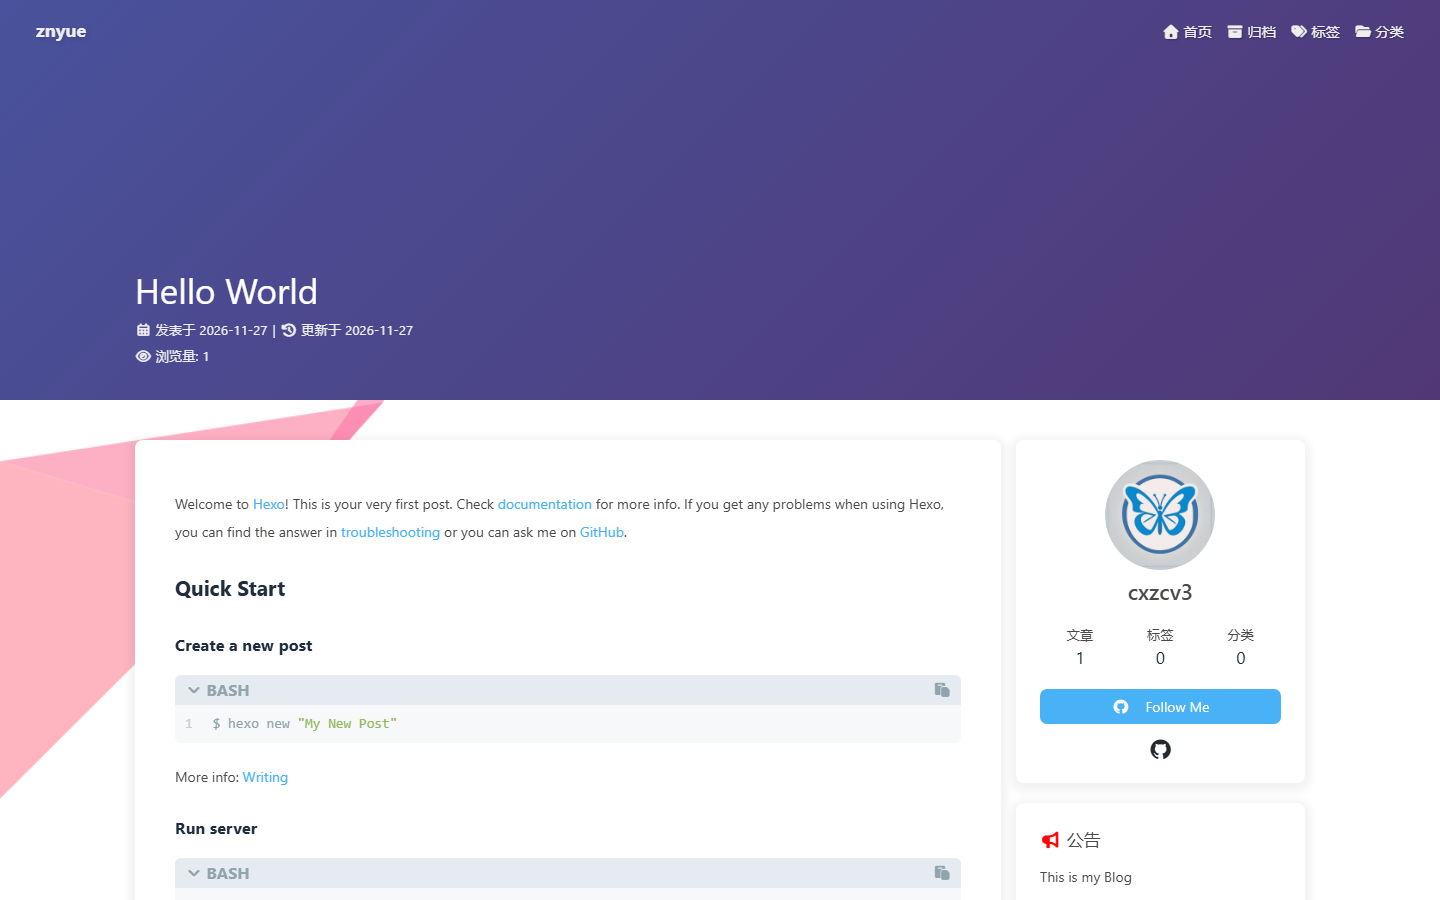 znyue
首页 归档 标签 分类
Hello World
发表于 2026-11-27 | 更新于 2026-11-27
浏览量: 1
Welcome to Hexo! This is your very first post. Check documentation for more info. If you get any problems when using Hexo,
you can find the answer in troubleshooting or you can ask me on GitHub.
Quick Start
Create a new post
BASH
1 $ hexo new "My New Post"
More info: Writing
Run server
BASH
cxzcv3
文章 标签 分类
1 0 0
Follow Me
公告
This is my Blog